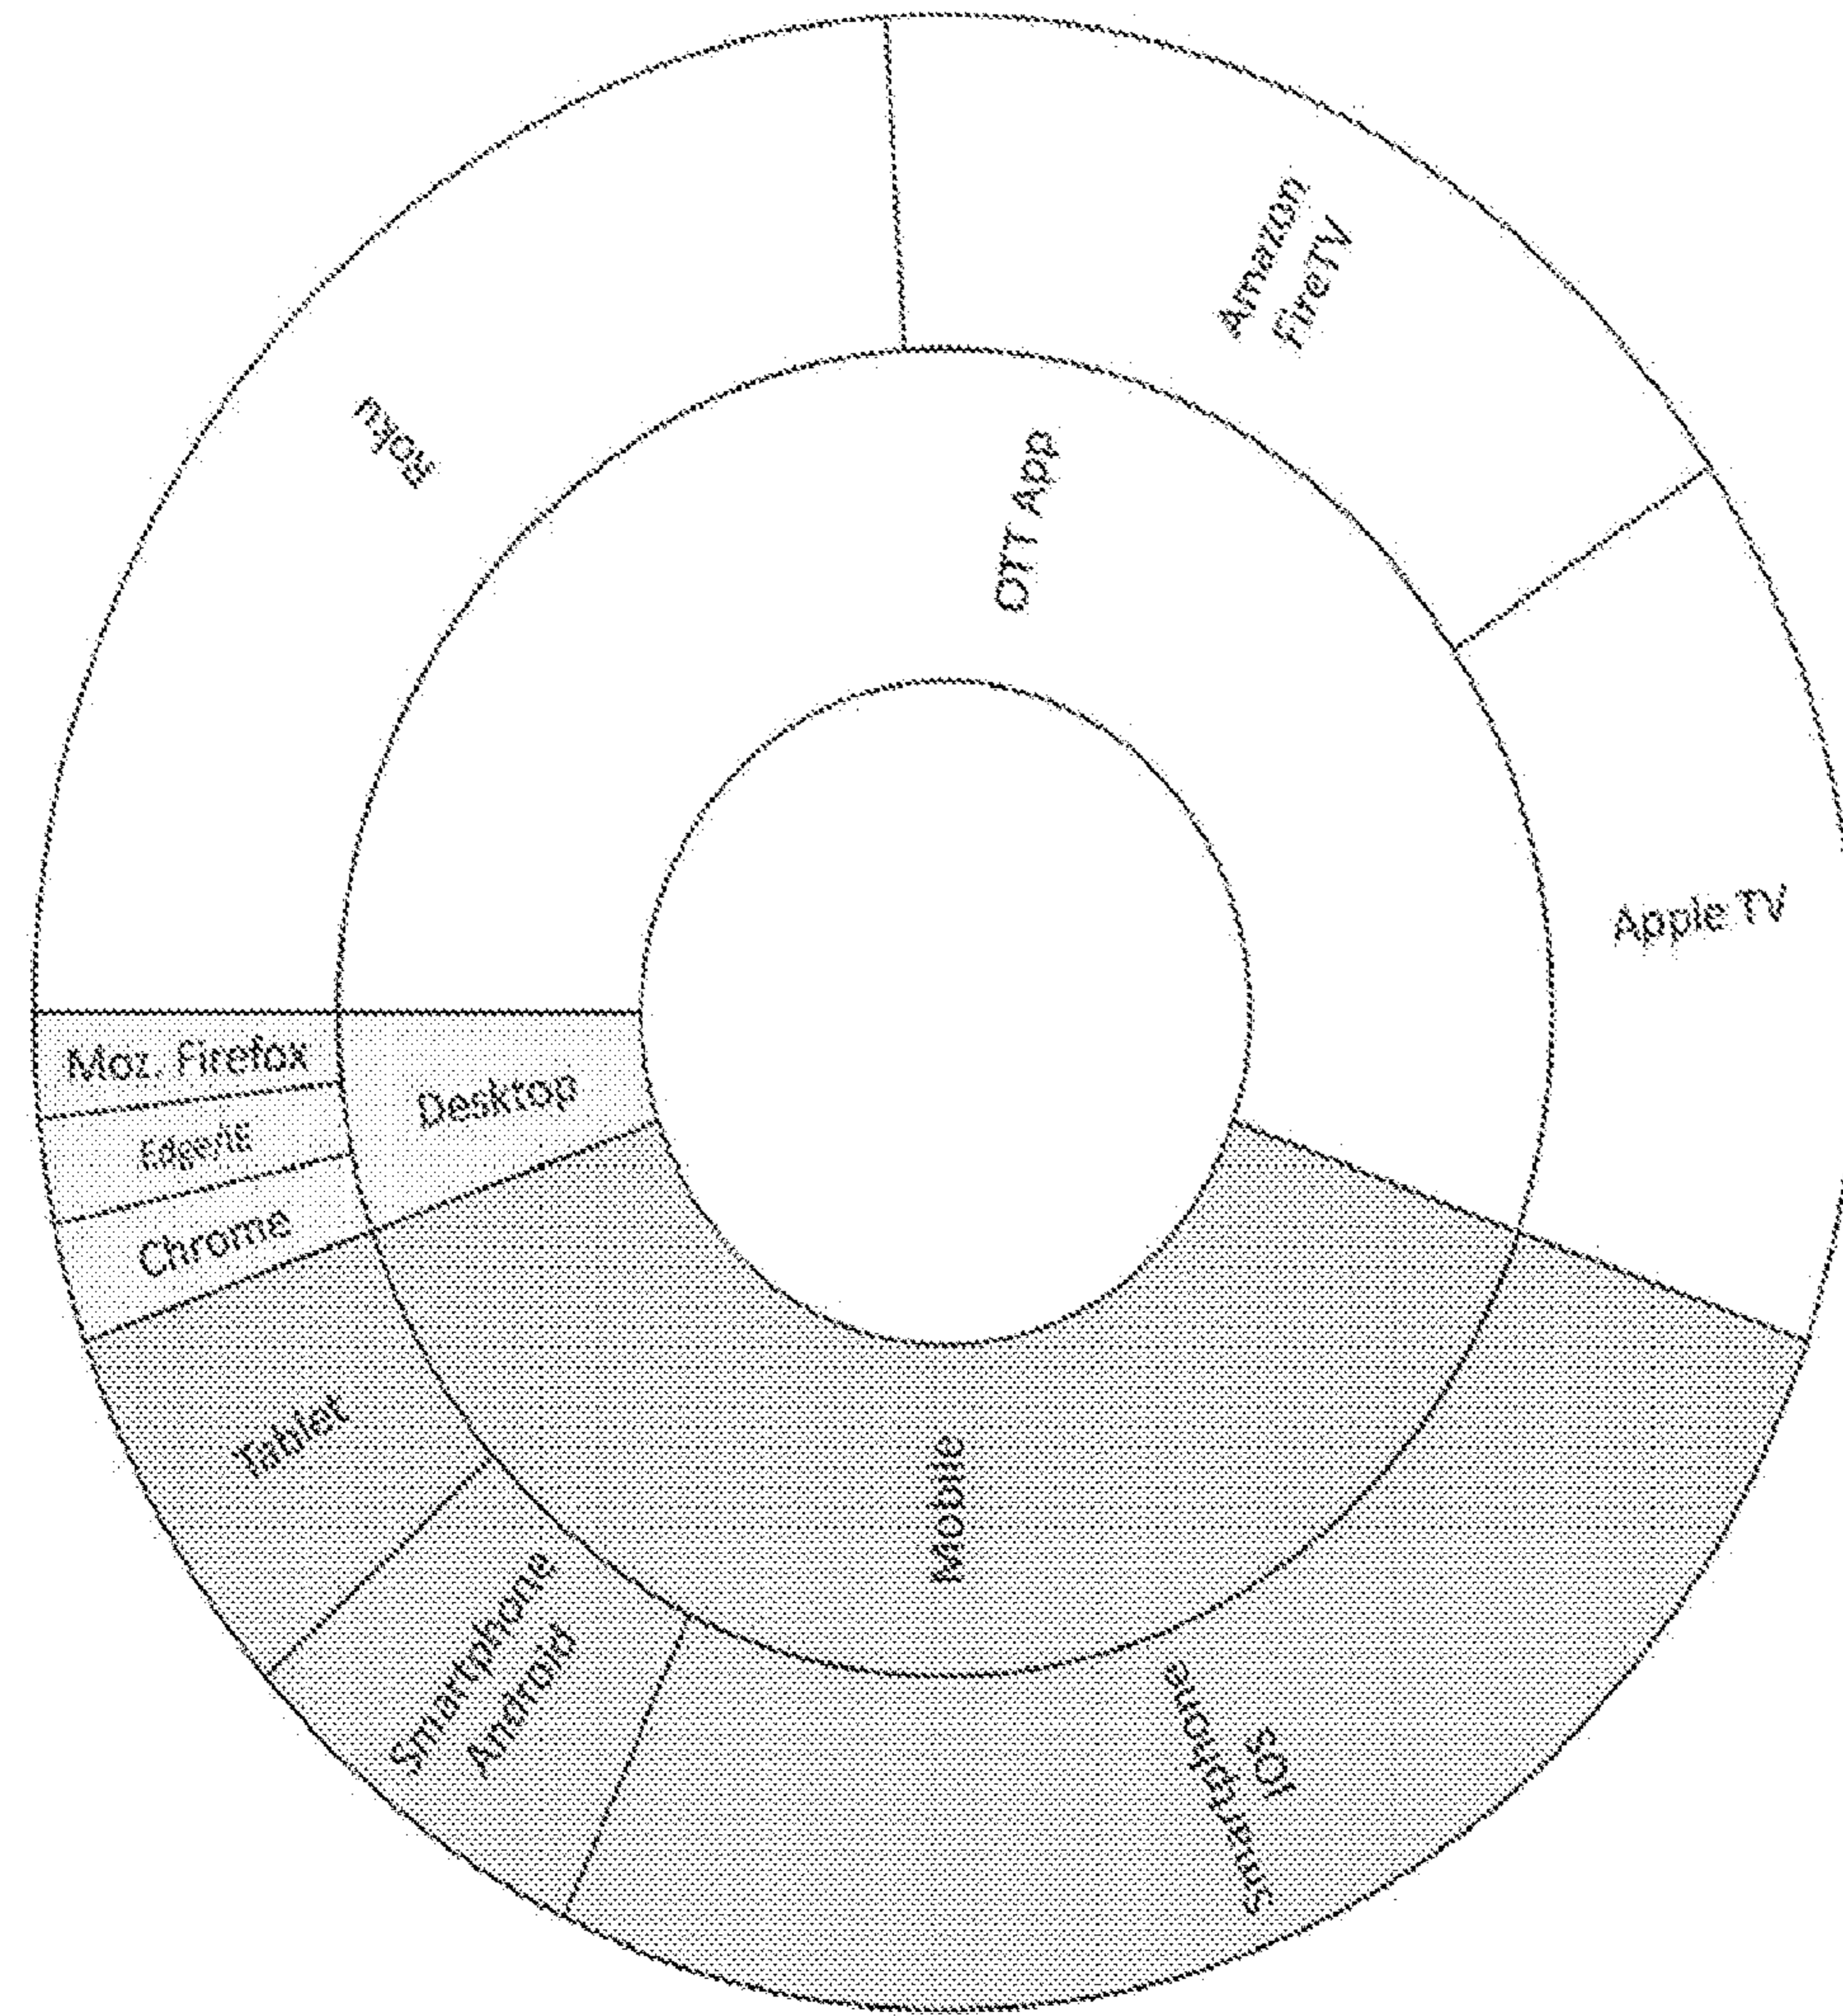 Amazon
FireTV
Roku
OTT App
Apple TV
Moz. Firefox
Desktop
Edge/IE
Chrome
Tablet
Mobile
Smartphone
Android
Smartphone
iOS